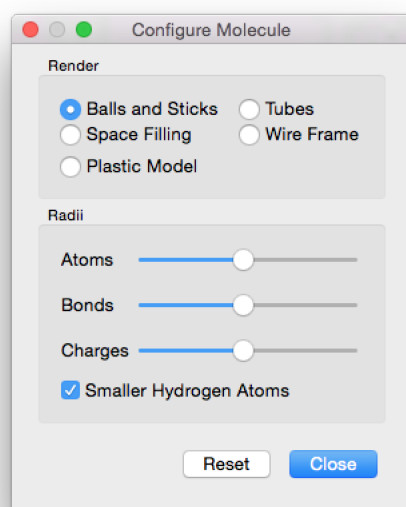 Configure Molecule
Render
Balls and Sticks Tubes
Space Filling Wire Frame
Plastic Model
Radii
Atoms
Bonds
Charges
Smaller Hydrogen Atoms
Reset Close